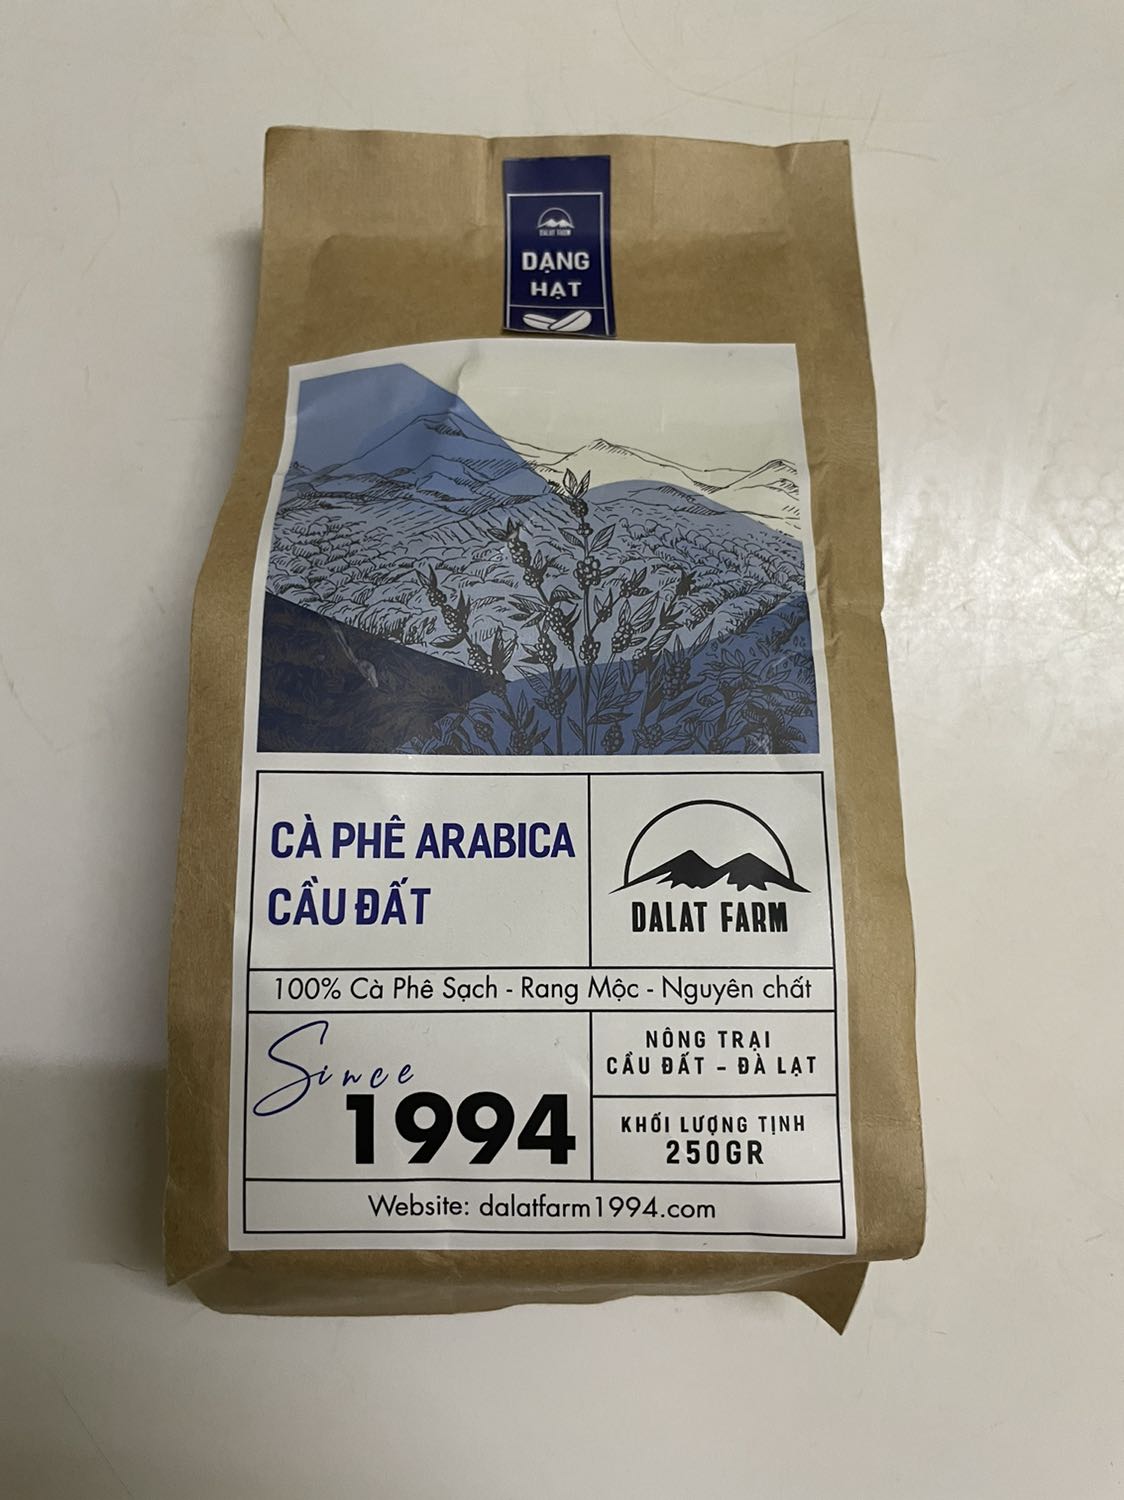 DALAT FARM
DẠNG
HẠT
CÀ PHÊ ARABICA
CẦU ĐẤT
DALAT FARM
100% Cà Phê Sạch - Rang Mộc - Nguyên chất
Since
1994
NÔNG TRẠI
CẦU ĐẤT - ĐÀ LẠT
KHỐI LƯỢNG TỊNH
250GR
Website: dalatfarm1994.com